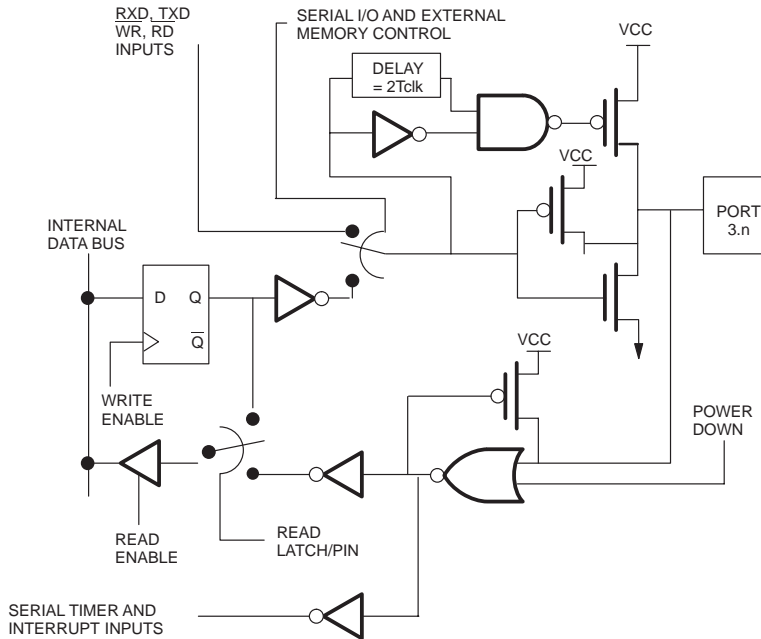 RXD, TXD
WR, RD
INPUTS
SERIAL I/O AND EXTERNAL
MEMORY CONTROL
VCC
DELAY
= 2Tclk
VCC
INTERNAL
DATA BUS
PORT
3.n
D Q
Q
VCC
WRITE
ENABLE
POWER
DOWN
READ
ENABLE
READ
LATCH/PIN
SERIAL TIMER AND
INTERRUPT INPUTS